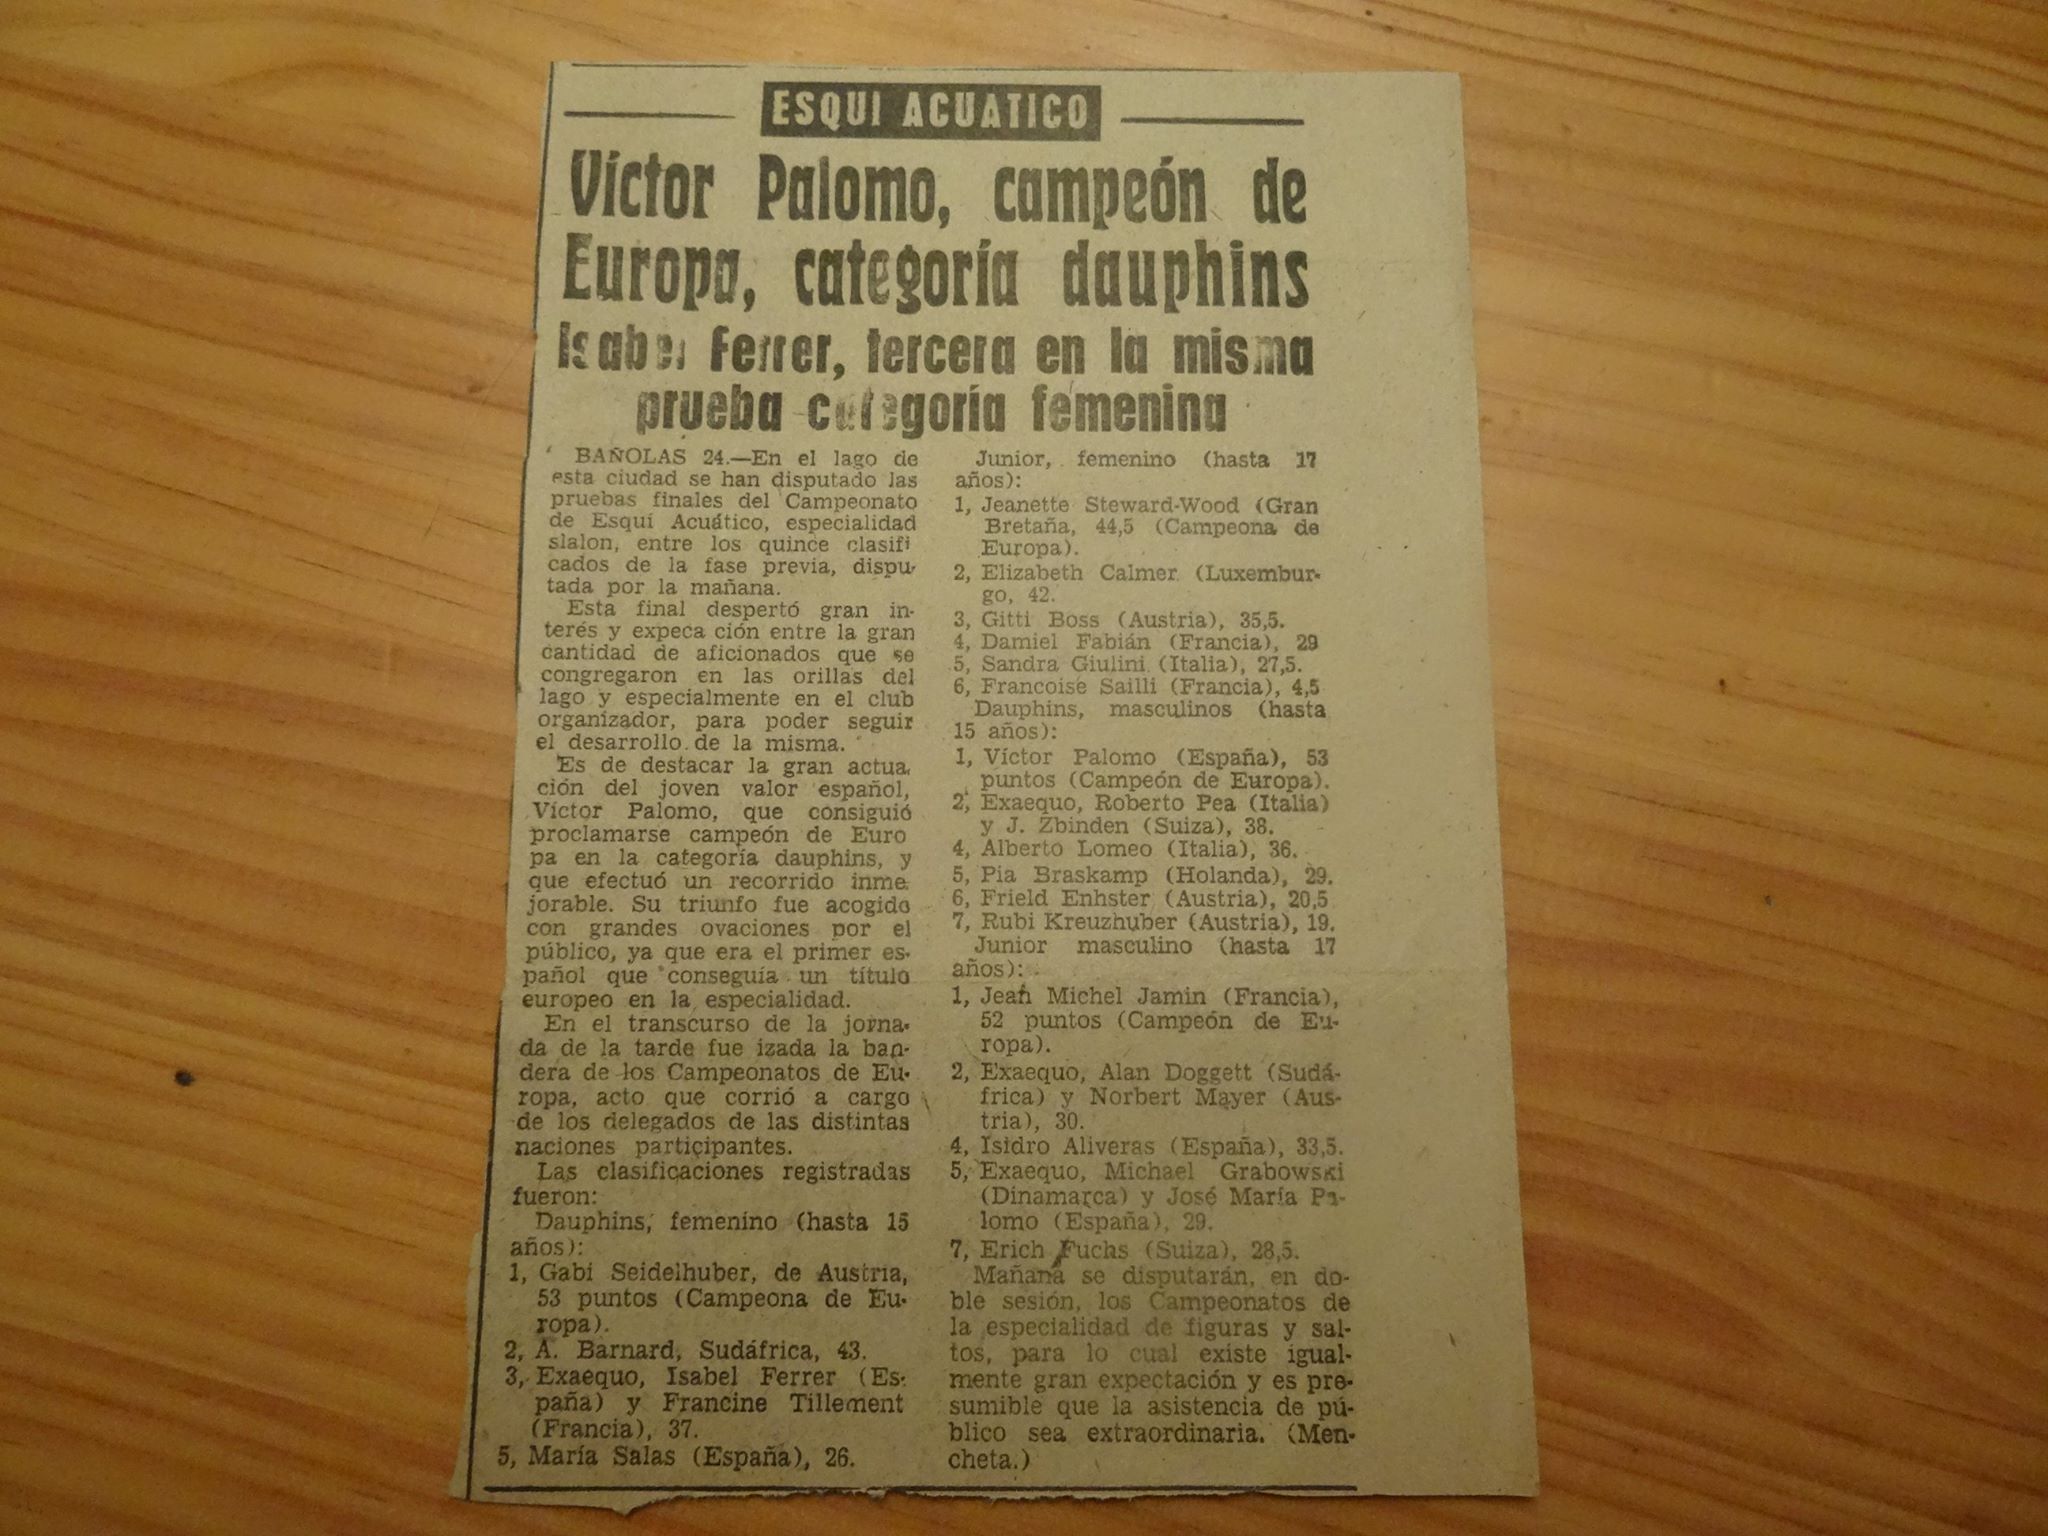 ESQUI ACUATICO
Víctor Palomo, campeón de
Europa, categoría dauphins
Isabel Ferrer, tercera en la misma
prueba categoría femenina
BAÑOLAS 24.—En el lago de
esta ciudad se han disputado las
pruebas finales del Campeonato
de Esquí Acuático, especialidad
slalon, entre los quince clasifi
cados de la fase previa, dispu-
tada por la mañana.
Esta final despertó gran in-
terés y expeca ción entre la gran
cantidad de aficionados que se
congregaron en las orillas del
lago y especialmente en el club
organizador, para poder seguir
el desarrollo de la misma.
Es de destacar la gran actua.
ción del joven valor español,
Víctor Palomo, que consiguió
proclamarse campeón de Euro
pa en la categoría dauphins, y
que efectuó un recorrido inme.
jorable. Su triunfo fue acogido
con grandes ovaciones por el
público, ya que era el primer es-
pañol que conseguía un título
europeo en la especialidad.
En el transcurso de la jorna-
da de la tarde fue izada la ban-
dera de los Campeonatos de Eu-
ropa, acto que corrió a cargo
de los delegados de las distintas
naciones participantes.
Las clasificaciones registradas
fueron:
Dauphins, femenino (hasta 15
años):
1, Gabi Seidelhuber, de Austria,
53 puntos (Campeona de Eu-
ropa).
2, A. Barnard, Sudáfrica, 43.
3, Exaequo, Isabel Ferrer (Es-
paña) y Francine Tillement
(Francia), 37.
5, María Salas (España), 26.
Junior, femenino (hasta 17
años):
1, Jeanette Steward-Wood (Gran
Bretaña, 44,5 (Campeona de
Europa).
2, Elizabeth Calmer (Luxembur-
go, 42.
3, Gitti Boss (Austria), 35,5.
4, Damiel Fabián (Francia), 29
5, Sandra Giulini (Italia), 27,5.
6, Francoise Sailli (Francia), 4,5
Dauphins, masculinos (hasta
15 años):
1, Víctor Palomo (España), 53
puntos (Campeón de Europa).
2, Exaequo, Roberto Pea (Italia)
y J. Zbinden (Suiza), 38.
4, Alberto Lomeo (Italia), 36.
5, Pia Braskamp (Holanda), 29.
6, Frield Enhster (Austria), 20,5
7, Rubi Kreuzhuber (Austria), 19.
Junior masculino (hasta 17
años):
1, Jean Michel Jamin (Francia),
52 puntos (Campeón de Eu-
ropa).
2, Exaequo, Alan Doggett (Sudá-
frica) y Norbert Mayer (Aus-
tria), 30.
4, Isidro Aliveras (España), 33,5.
5, Exaequo, Michael Grabowski
(Dinamarca) y José María Pa-
lomo (España), 29.
7, Erich Fuchs (Suiza), 28,5.
Mañana se disputarán, en do-
ble sesión, los Campeonatos de
la especialidad de figuras y sal-
tos, para lo cual existe igual-
mente gran expectación y es pre-
sumible que la asistencia de pú-
blico sea extraordinaria. (Men-
cheta.)